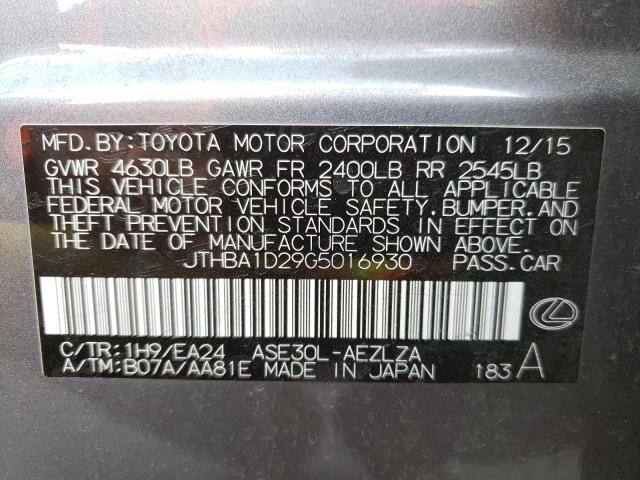 MFD.BY:TOYOTA MOTOR CORPORATION 12/15
GVWR 4630LB GAWR FR 2400LB RR 2545LB
THIS VEHICLE CONFORMS TO ALL APPLICABLE
FEDERAL MOTOR VEHICLE SAFETY,BUMPER,AND
THEFT PREVENTION STANDARDS IN EFFECT ON
THE DATE OF MANUFACTURE SHOWN ABOVE.
JTHBA1D29G5016930 PASS.CAR
C/TR:1H9/EA24 ASE30L-AEZLZA
A/TM:B07A/AA81E MADE IN JAPAN 183 A